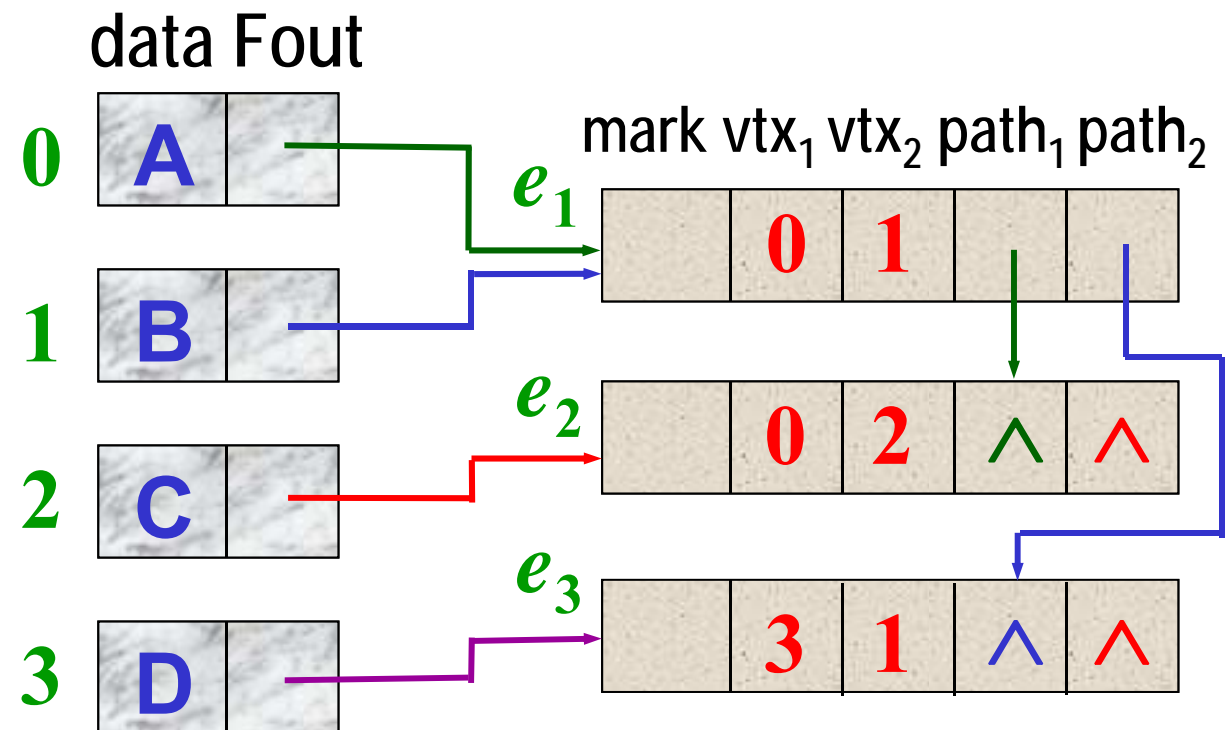 data Fout
mark vtx₁ vtx₂ path₁ path₂
0 A
e₁ 0 1
1 B
e₂ 0 2 ∧ ∧
2 C
e₃ 3 1 ∧ ∧
3 D